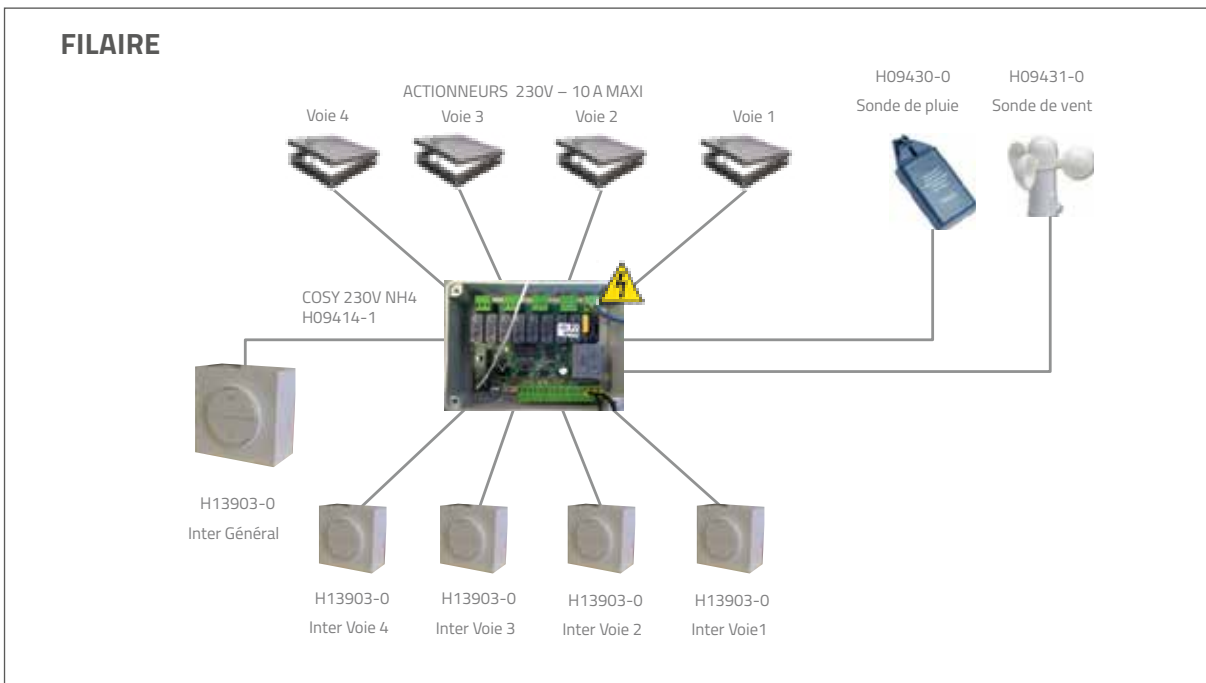 FILAIRE
ACTIONNEURS 230V – 10 A MAXI
Voie 4
Voie 3
Voie 2
Voie 1
H09430-0
Sonde de pluie
H09431-0
Sonde de vent
COSY 230V NH4
H09414-1
H13903-0
Inter Général
H13903-0
Inter Voie 4
H13903-0
Inter Voie 3
H13903-0
Inter Voie 2
H13903-0
Inter Voie1